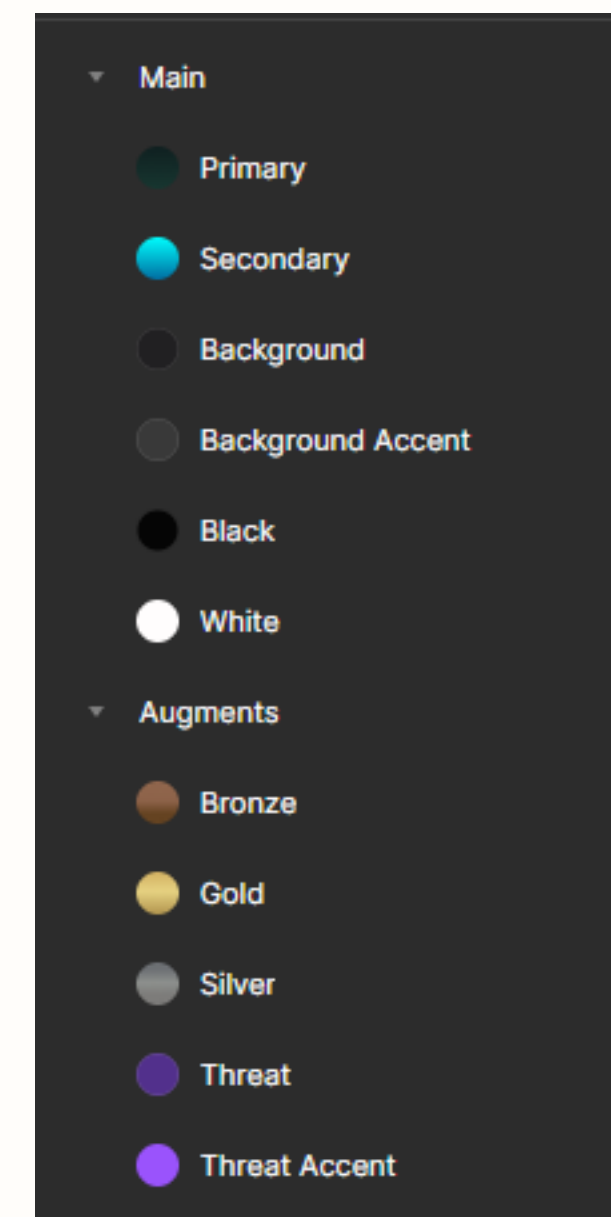 Main
Primary
Secondary
Background
Background Accent
Black
White
Augments
Bronze
Gold
Silver
Threat
Threat Accent